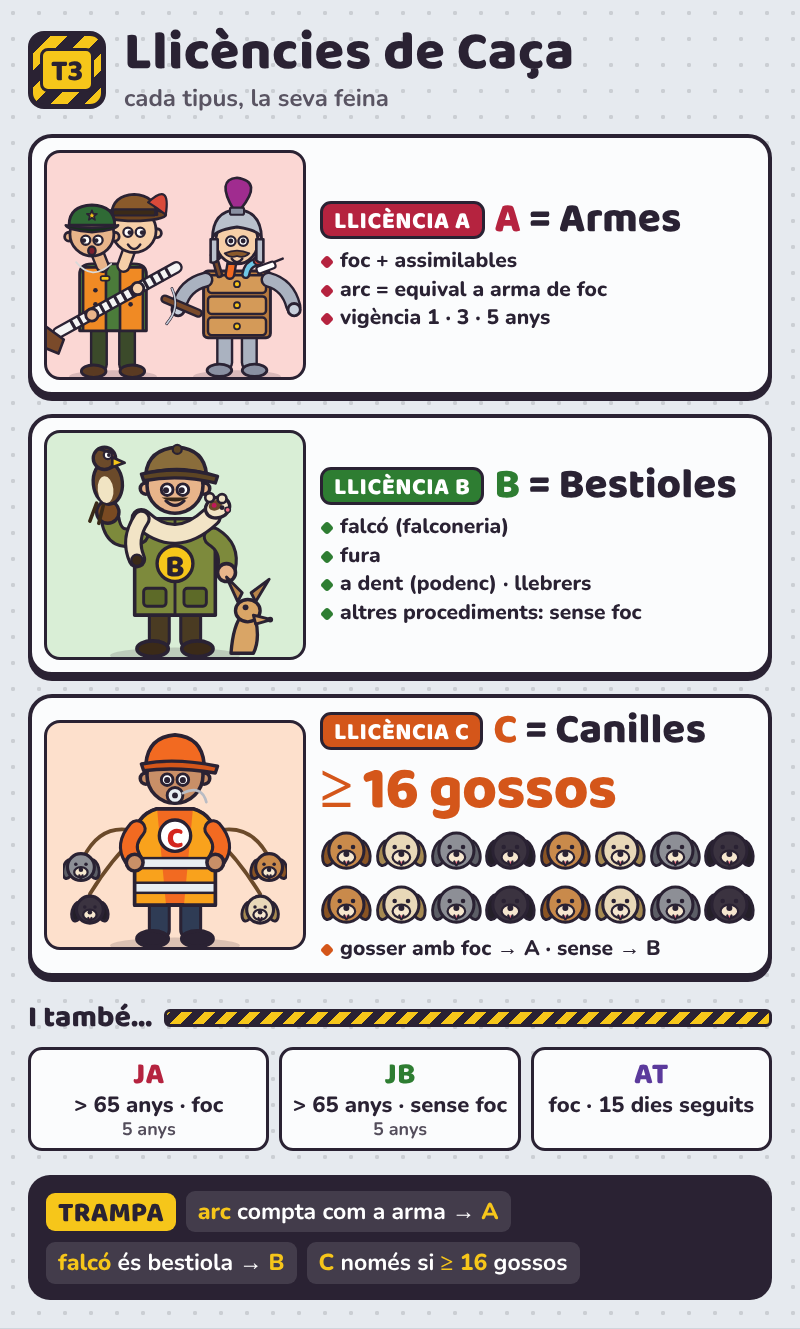 T3
Llicències de Caça
cada tipus, la seva feina
LLICÈNCIA A A = Armes
foc + assimilables
arc = equival a arma de foc
vigència 1 · 3 · 5 anys
LLICÈNCIA B B = Bestioles
B
falcó (falconeria)
fura
a dent (podenc) · llebrers
altres procediments: sense foc
LLICÈNCIA C C = Canilles
≥ 16 gossos
C
gosser amb foc → A · sense → B
I també...
JA
> 65 anys · foc
5 anys
JB
> 65 anys · sense foc
5 anys
AT
foc · 15 dies seguits
TRAMPA arc compta com a arma → A
falcó és bestiola → B C només si ≥ 16 gossos